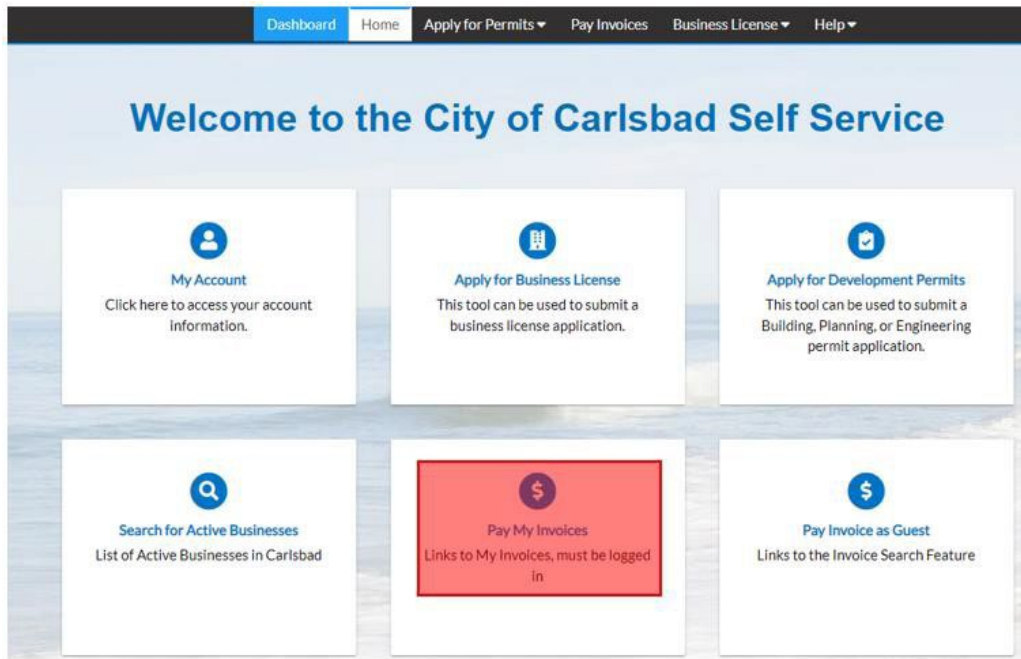 Dashboard Home Apply for Permits Pay Invoices Business License Help
Welcome to the City of Carlsbad Self Service
My Account
Click here to access your account
information.
Apply for Business License
This tool can be used to submit a
business license application.
Apply for Development Permits
This tool can be used to submit a
Building, Planning, or Engineering
permit application.
Search for Active Businesses
List of Active Businesses in Carlsbad
Pay My Invoices
Links to My Invoices, must be logged
in
Pay Invoice as Guest
Links to the Invoice Search Feature